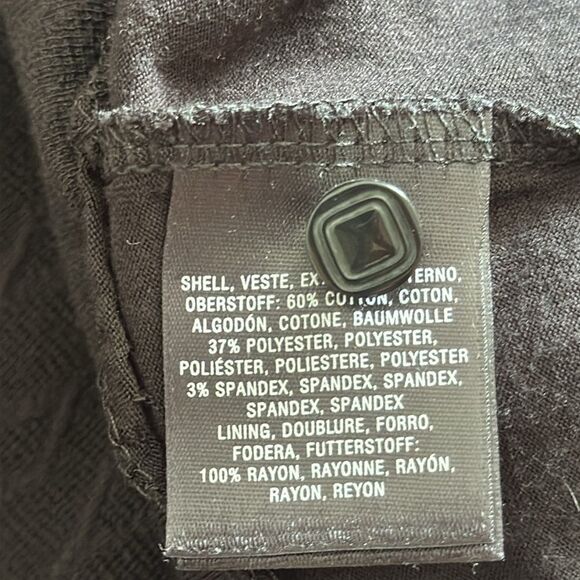 SHELL, VESTE,
OBERSTOFF: 60% COTTON, COTON,
ALGODÓN, COTONE, BAUMWOLLE
37% POLYESTER, POLYESTER,
POLIÉSTER, POLIESTERE, POLYESTER
3% SPANDEX, SPANDEX, SPANDEX,
SPANDEX, SPANDEX
LINING, DOUBLURE, FORRO,
FODERA, FUTTERSTOFF:
100% RAYON, RAYONNE, RAYÓN,
RAYON, REYON